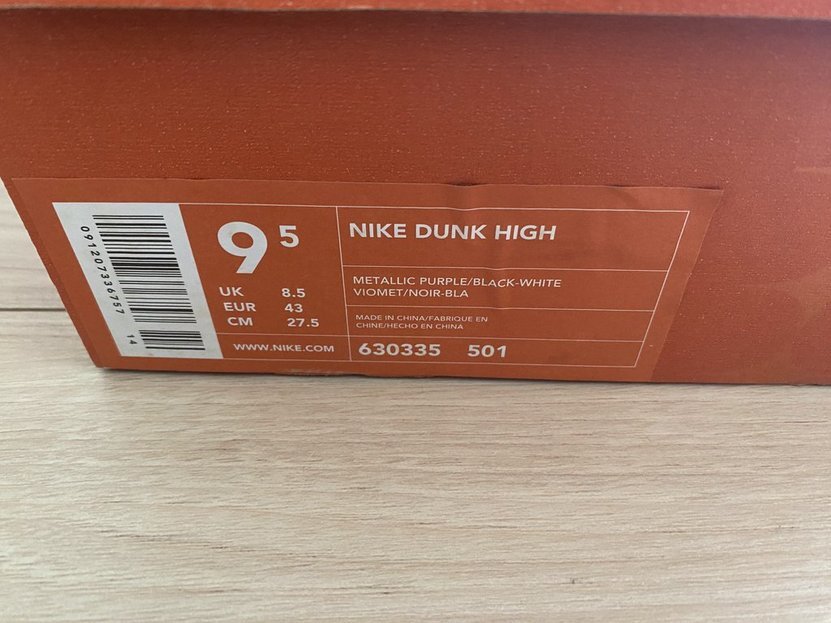 091207336757
14
9 5
UK 8.5
EUR 43
CM 27.5
WWW.NIKE.COM
NIKE DUNK HIGH
METALLIC PURPLE/BLACK-WHITE
VIOMET/NOIR-BLA
MADE IN CHINA/FABRIQUE EN
CHINE/HECHO EN CHINA
630335 501